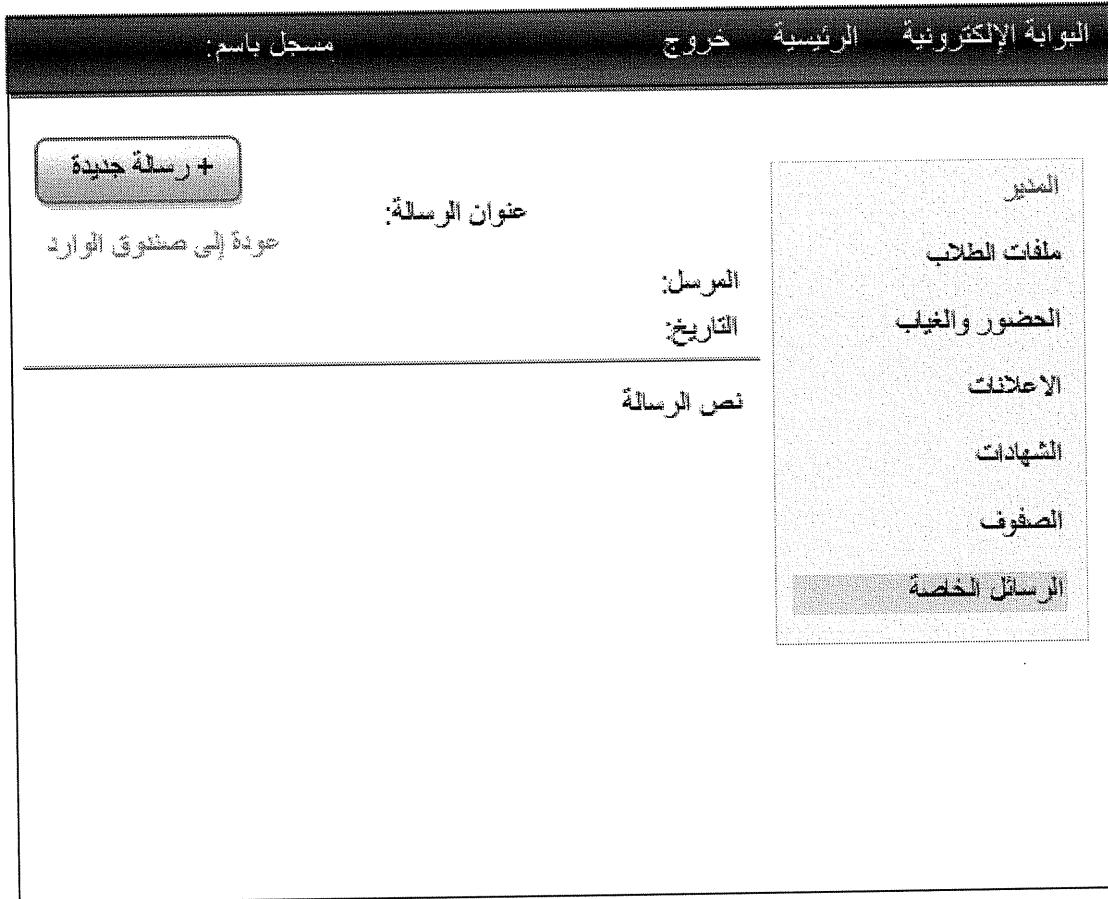 البوابة الإلكترونية الرئيسية خروج مسجل باسم:
المدير
ملفات الطلاب
الحضور والغياب
الاعلانات
الشهادات
الصفوف
الرسائل الخاصة
+ رسالة جديدة
عودة إلى صندوق الوارد
عنوان الرسالة:
المرسل:
التاريخ:
نص الرسالة